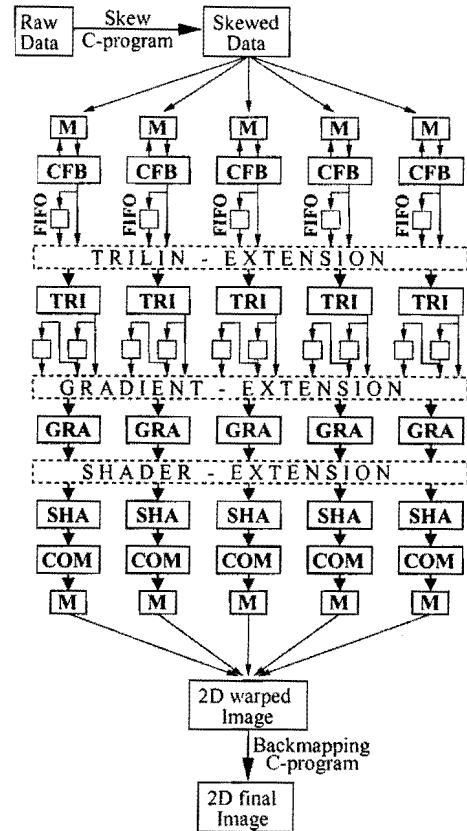 Raw
Data
Skew
C-program
Skewed
Data
M M M M M
CFB CFB CFB CFB CFB
FIFO FIFO FIFO FIFO FIFO
TRILIN - EXTENSION
TRI TRI TRI TRI TRI
GRADIENT - EXTENSION
GRA GRA GRA GRA GRA
SHADER - EXTENSION
SHA SHA SHA SHA SHA
COM COM COM COM COM
M M M M M
2D warped
Image
Backmapping
C-program
2D final
Image